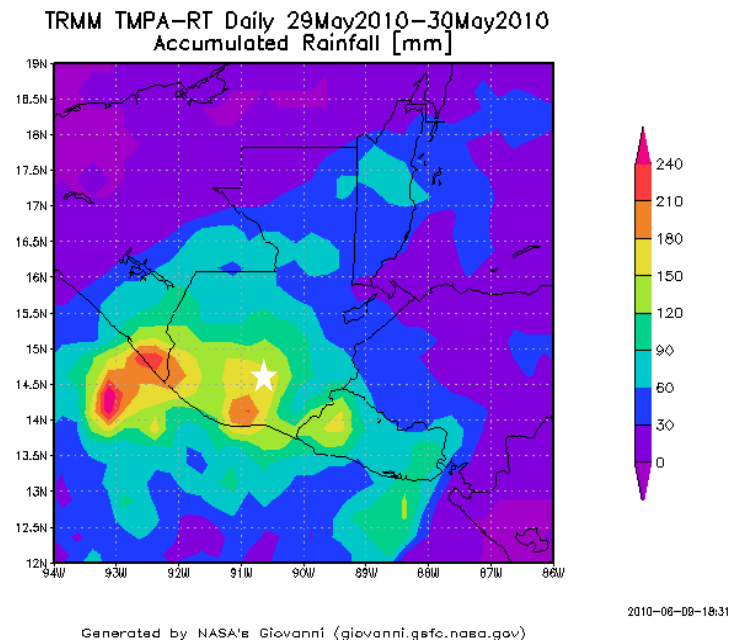 TRMM TMPA-RT Daily 29May2010-30May2010
Accumulated Rainfall [mm]
19N
18.5N
18N
17.5N
17N
16.5N
16N
15.5N
15N
14.5N
14N
13.5N
13N
12.5N
12N
94W 93W 92W 91W 90W 89W 88W 87W 86W
240
210
180
150
120
90
60
30
0
2010-06-09-18:31
Generated by NASA's Giovanni (giovanni.gsfc.nasa.gov)